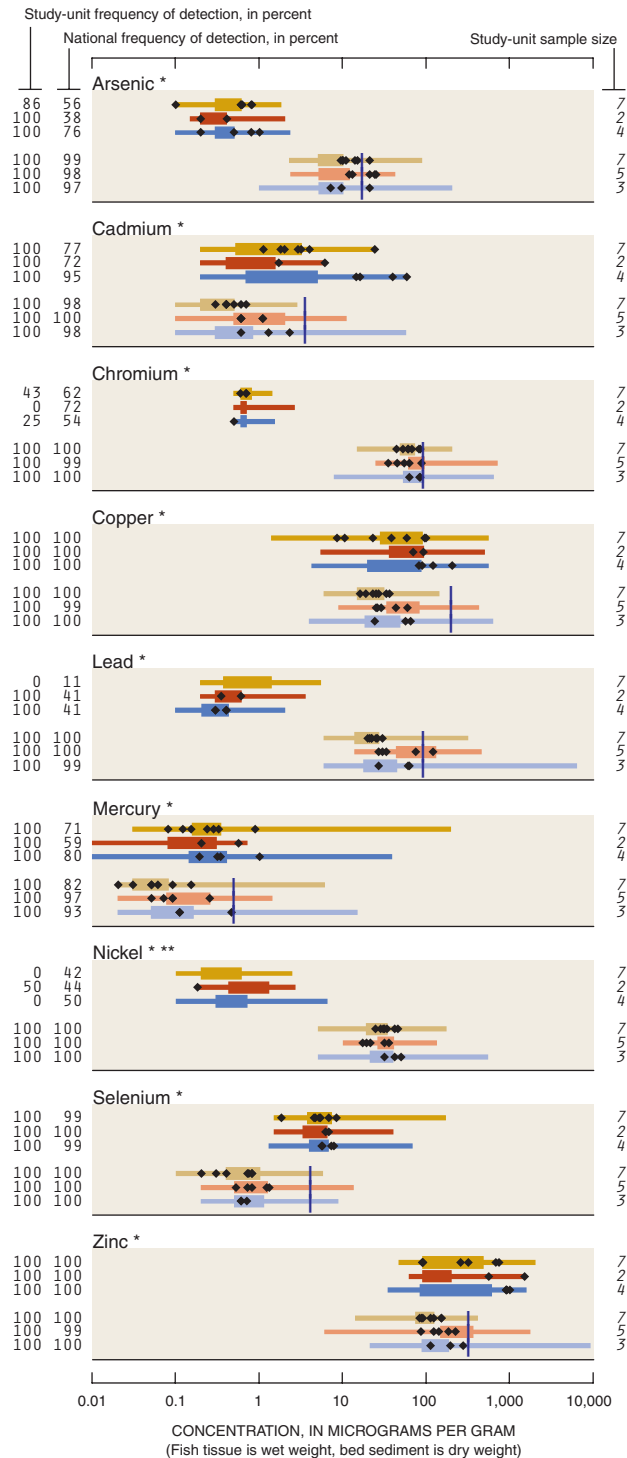 Study-unit frequency of detection, in percent
National frequency of detection, in percent
Study-unit sample size
Arsenic *
86 56 7
100 38 2
100 76 4
100 99 7
100 98 5
100 97 3
Cadmium *
100 77 7
100 72 2
100 95 4
100 98 7
100 100 5
100 98 3
Chromium *
43 62 7
0 72 2
25 54 4
100 100 7
100 99 5
100 100 3
Copper *
100 100 7
100 100 2
100 100 4
100 100 7
100 99 5
100 100 3
Lead *
0 11 7
100 41 2
100 41 4
100 100 7
100 100 5
100 99 3
Mercury *
100 71 7
100 59 2
100 80 4
100 82 7
100 97 5
100 93 3
Nickel * **
0 42 7
50 44 2
0 50 4
100 100 7
100 100 5
100 100 3
Selenium *
100 99 7
100 100 2
100 99 4
100 100 7
100 100 5
100 100 3
Zinc *
100 100 7
100 100 2
100 100 4
100 100 7
100 99 5
100 100 3
0.01 0.1 1 10 100 1,000 10,000
CONCENTRATION, IN MICROGRAMS PER GRAM
(Fish tissue is wet weight, bed sediment is dry weight)